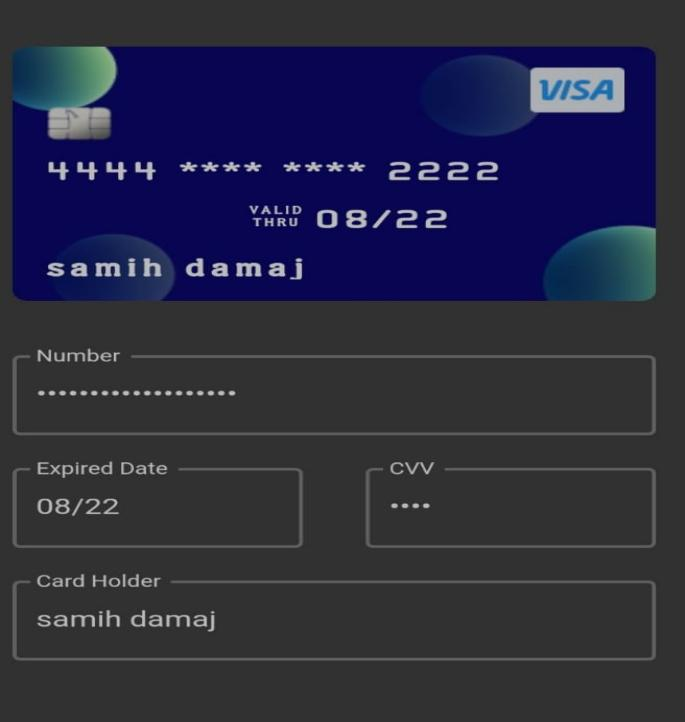 VISA
4444 **** **** 2222
VALID
THRU 08/22
samih damaj
Number
•••••••••••••••••••
Expired Date
08/22
CVV
••••
Card Holder
samih damaj